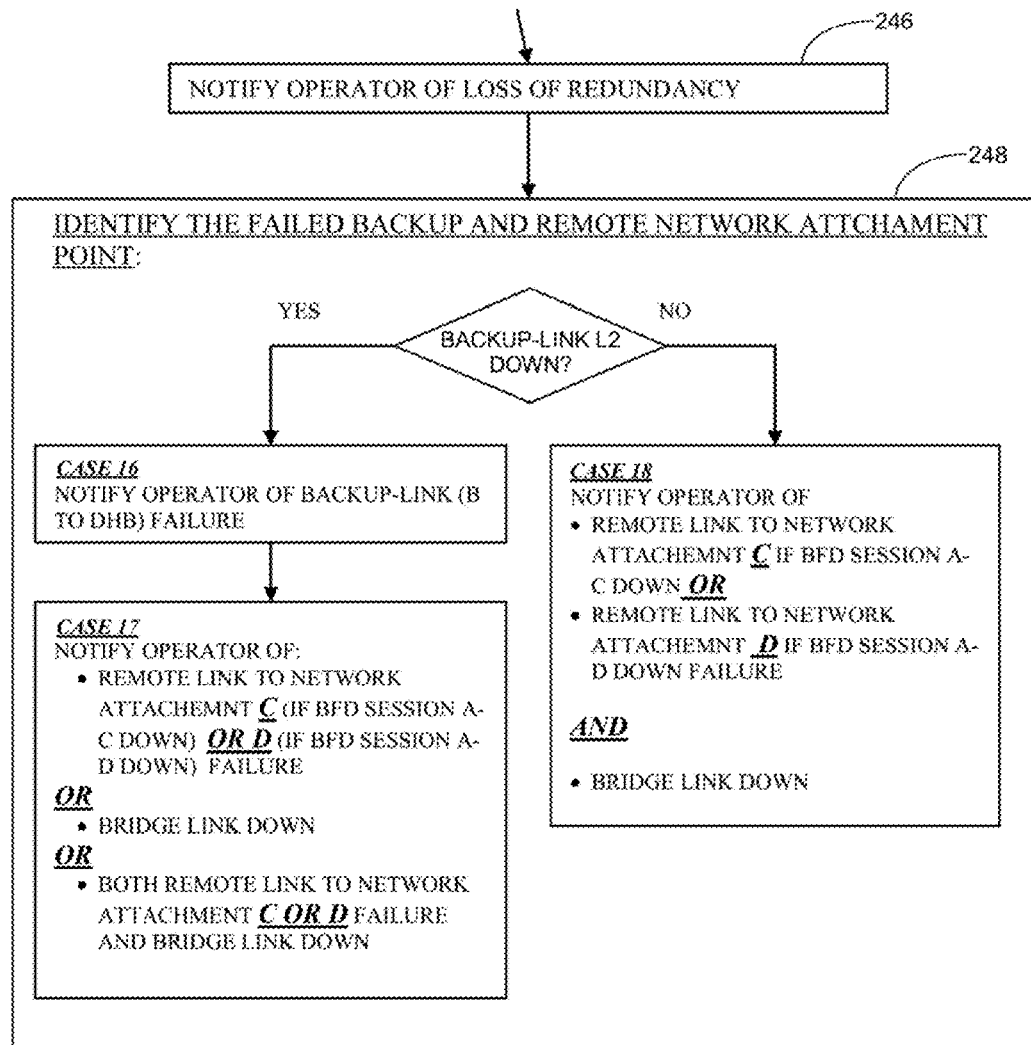 246
NOTIFY OPERATOR OF LOSS OF REDUNDANCY
248
IDENTIFY THE FAILED BACKUP AND REMOTE NETWORK ATTCHAMENT
POINT:
YES
NO
BACKUP-LINK L2
DOWN?
CASE 16
NOTIFY OPERATOR OF BACKUP-LINK (B
TO DHB) FAILURE
CASE 17
NOTIFY OPERATOR OF:
• REMOTE LINK TO NETWORK
ATTACHEMNT C (IF BFD SESSION A-
C DOWN) OR D (IF BFD SESSION A-
D DOWN) FAILURE
OR
• BRIDGE LINK DOWN
OR
• BOTH REMOTE LINK TO NETWORK
ATTACHMENT C OR D FAILURE
AND BRIDGE LINK DOWN
CASE 18
NOTIFY OPERATOR OF
• REMOTE LINK TO NETWORK
ATTACHEMNT C IF BFD SESSION A-
C DOWN OR
• REMOTE LINK TO NETWORK
ATTACHEMNT D IF BFD SESSION A-
D DOWN FAILURE
AND
• BRIDGE LINK DOWN